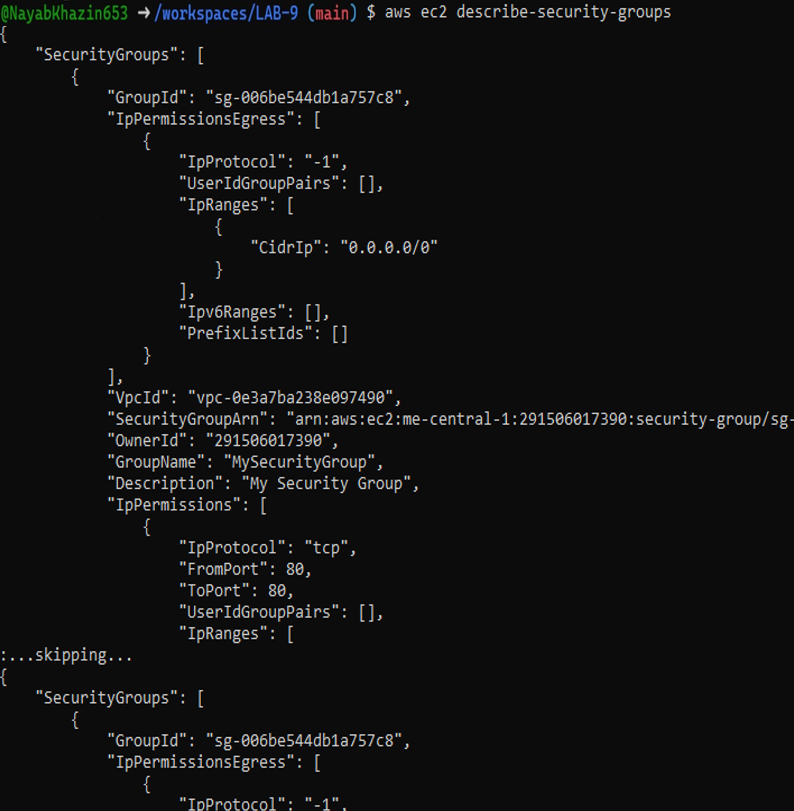 @NayabKhazin653 ➜/workspaces/LAB-9 (main) $ aws ec2 describe-security-groups
{
    "SecurityGroups": [
        {
            "GroupId": "sg-006be544db1a757c8",
            "IpPermissionsEgress": [
                {
                    "IpProtocol": "-1",
                    "UserIdGroupPairs": [],
                    "IpRanges": [
                        {
                            "CidrIp": "0.0.0.0/0"
                        }
                    ],
                    "Ipv6Ranges": [],
                    "PrefixListIds": []
                }
            ],
            "VpcId": "vpc-0e3a7ba238e097490",
            "SecurityGroupArn": "arn:aws:ec2:me-central-1:291506017390:security-group/sg-
            "OwnerId": "291506017390",
            "GroupName": "MySecurityGroup",
            "Description": "My Security Group",
            "IpPermissions": [
                {
                    "IpProtocol": "tcp",
                    "FromPort": 80,
                    "ToPort": 80,
                    "UserIdGroupPairs": [],
                    "IpRanges": [
:...skipping...
{
    "SecurityGroups": [
        {
            "GroupId": "sg-006be544db1a757c8",
            "IpPermissionsEgress": [
                {
                    "IpProtocol": "-1",